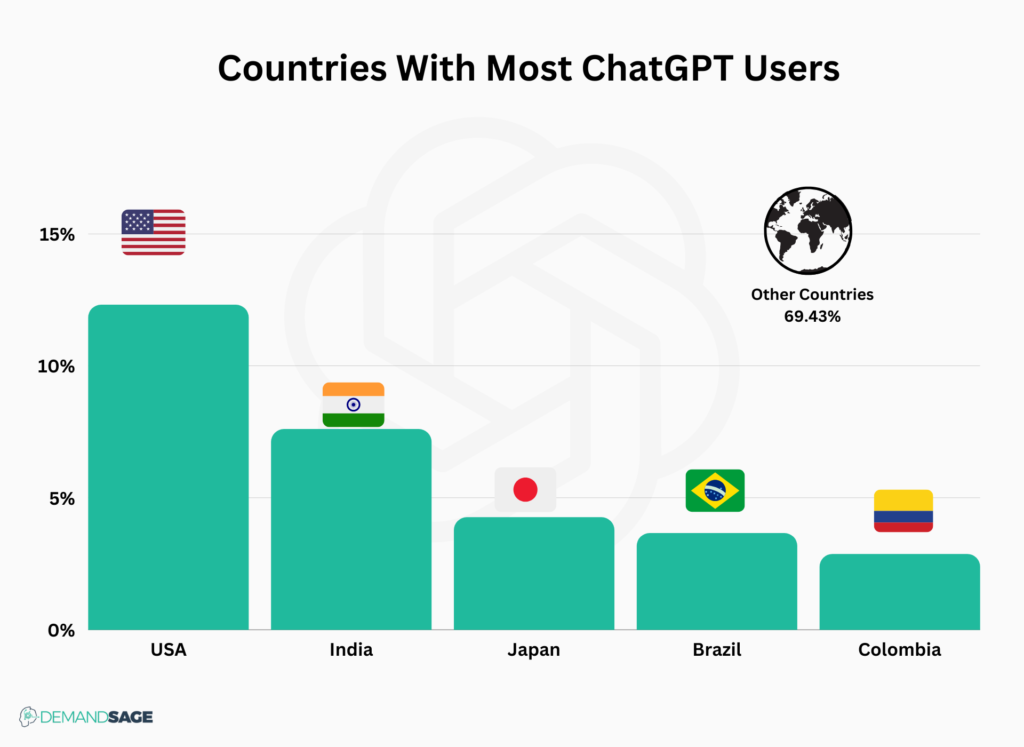 Countries With Most ChatGPT Users
15%
10%
5%
0%
Other Countries
69.43%
USA
India
Japan
Brazil
Colombia
DEMANDSAGE